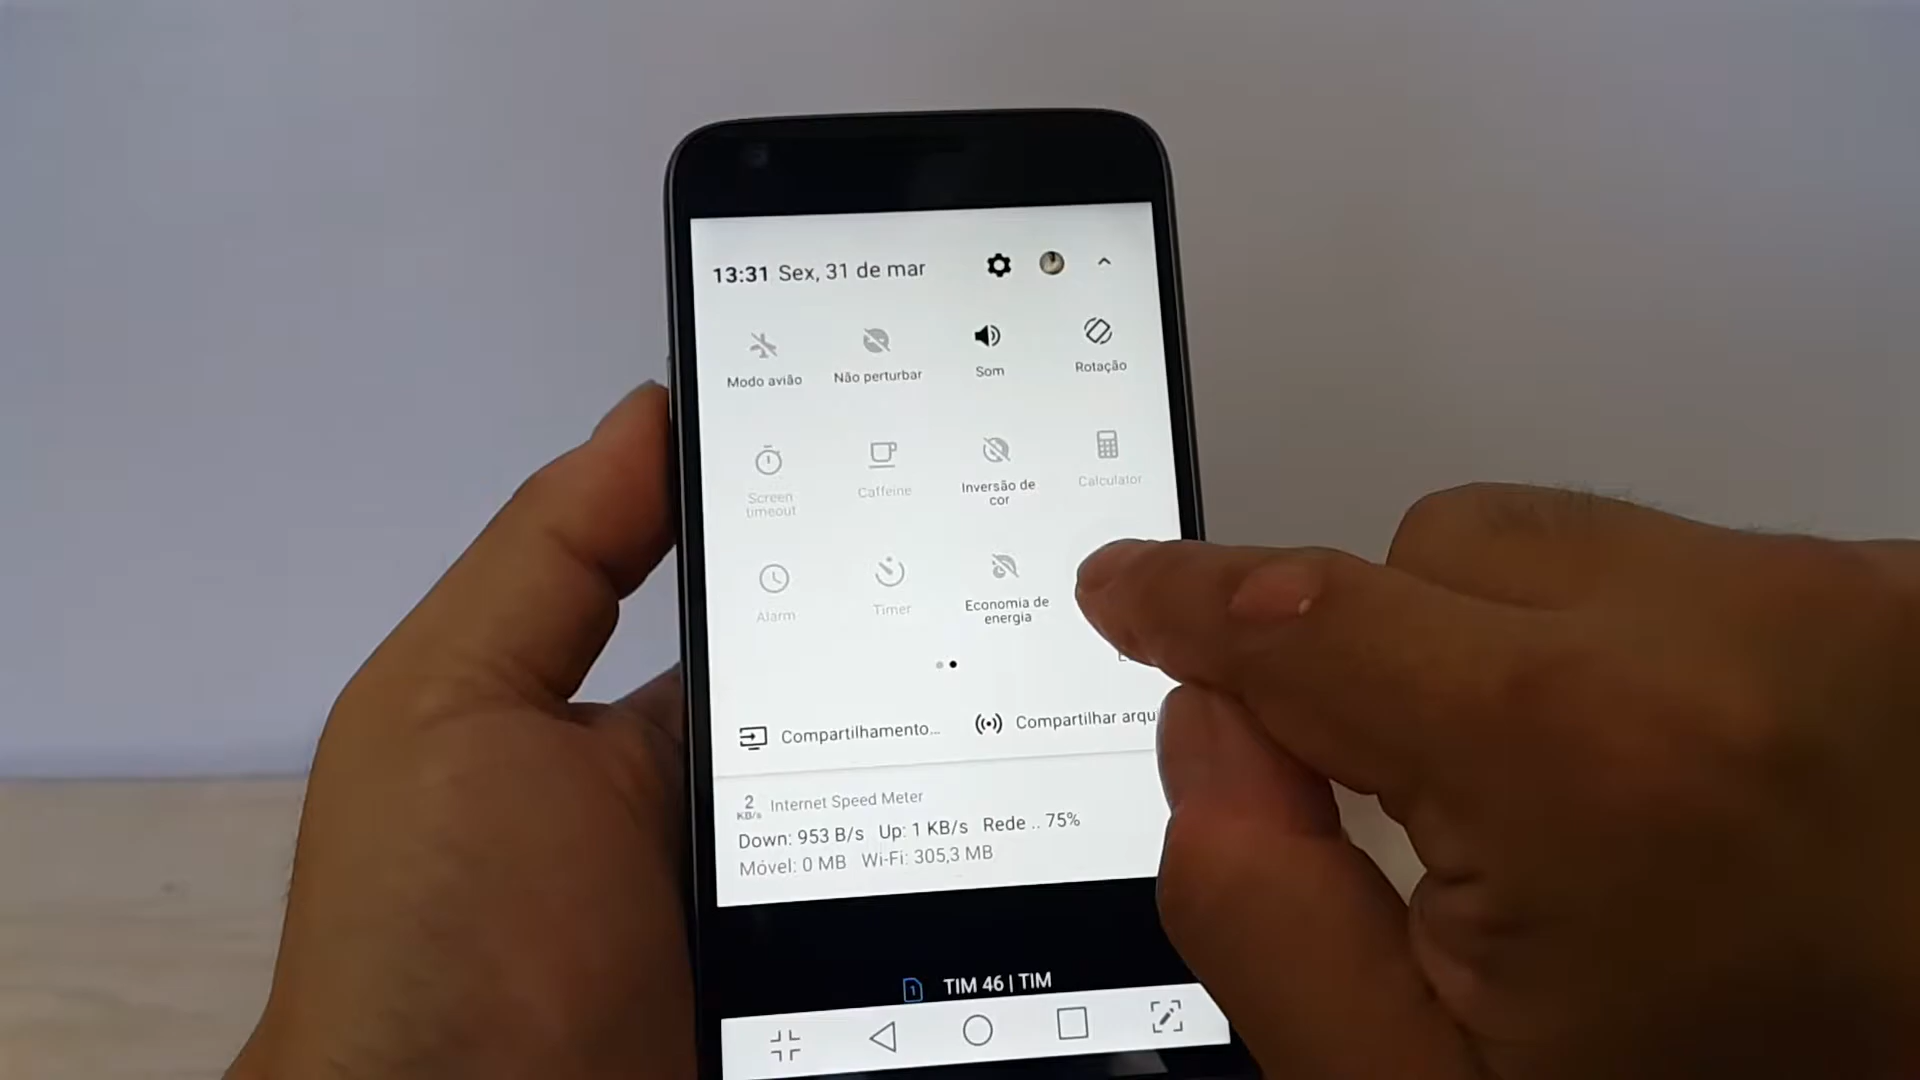 13:31 Sex, 31 de mar
Modo avião
Não perturbar
Som
Rotação
Screen
timeout
Caffeine
Inversão de
cor
Calculator
Alarm
Timer
Economia de
energia
Compartilhamento...
Compartilhar arqu
2
KB/s
Internet Speed Meter
Down: 953 B/s Up: 1 KB/s Rede .. 75%
Móvel: 0 MB Wi-Fi: 305,3 MB
1
TIM 46 | TIM